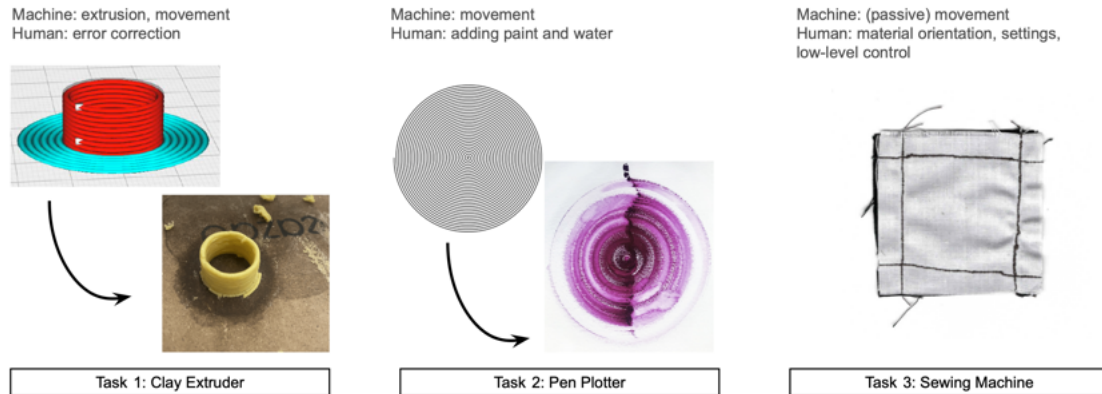 Machine: extrusion, movement
Human: error correction
Machine: movement
Human: adding paint and water
Machine: (passive) movement
Human: material orientation, settings,
low-level control
Task 1: Clay Extruder
Task 2: Pen Plotter
Task 3: Sewing Machine